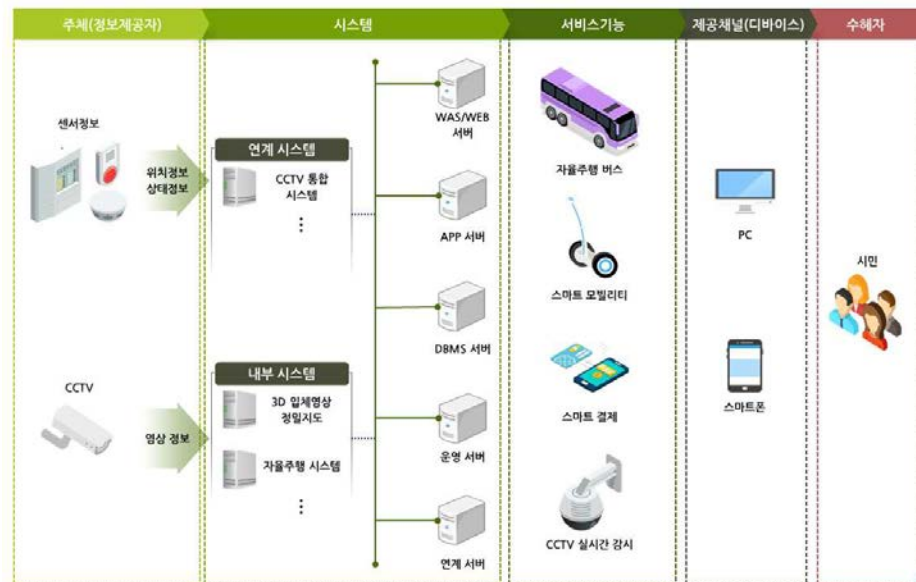 주체(정보제공자)
시스템
서비스기능
제공채널(디바이스)
수혜자
센서정보
위치정보
상태정보
CCTV
영상 정보
연계 시스템
CCTV 통합
시스템
내부 시스템
3D 입체영상
정밀지도
자율주행 시스템
WAS/WEB
서버
APP 서버
DBMS 서버
운영 서버
연계 서버
자율주행 버스
스마트 모빌리티
스마트 결제
CCTV 실시간 감시
PC
스마트폰
시민